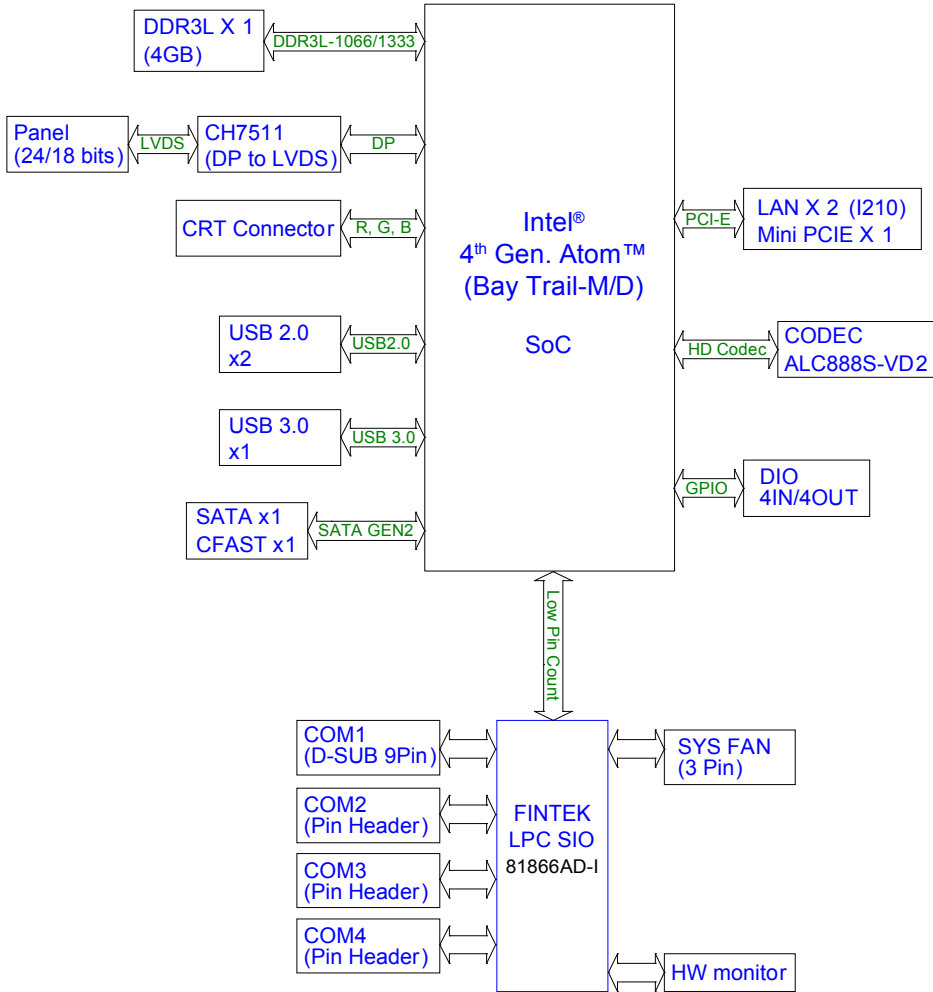 DDR3L X 1
(4GB)
DDR3L-1066/1333
Panel
(24/18 bits)
LVDS
CH7511
(DP to LVDS)
DP
CRT Connector
R, G, B
USB 2.0
x2
USB2.0
USB 3.0
x1
USB 3.0
SATA x1
CFAST x1
SATA GEN2
Intel®
4th Gen. Atom™
(Bay Trail-M/D)
SoC
PCI-E
LAN X 2 (I210)
Mini PCIE X 1
HD Codec
CODEC
ALC888S-VD2
GPIO
DIO
4IN/4OUT
Low Pin Count
COM1
(D-SUB 9Pin)
COM2
(Pin Header)
COM3
(Pin Header)
COM4
(Pin Header)
FINTEK
LPC SIO
81866AD-I
SYS FAN
(3 Pin)
HW monitor